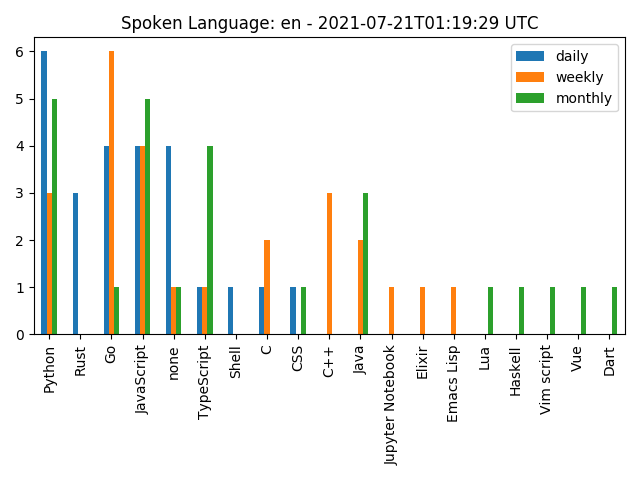 Spoken Language: en - 2021-07-21T01:19:29 UTC
daily
weekly
monthly
6
5
4
3
2
1
0
Python
Rust
Go
JavaScript
none
TypeScript
Shell
C
CSS
C++
Java
Jupyter Notebook
Elixir
Emacs Lisp
Lua
Haskell
Vim script
Vue
Dart